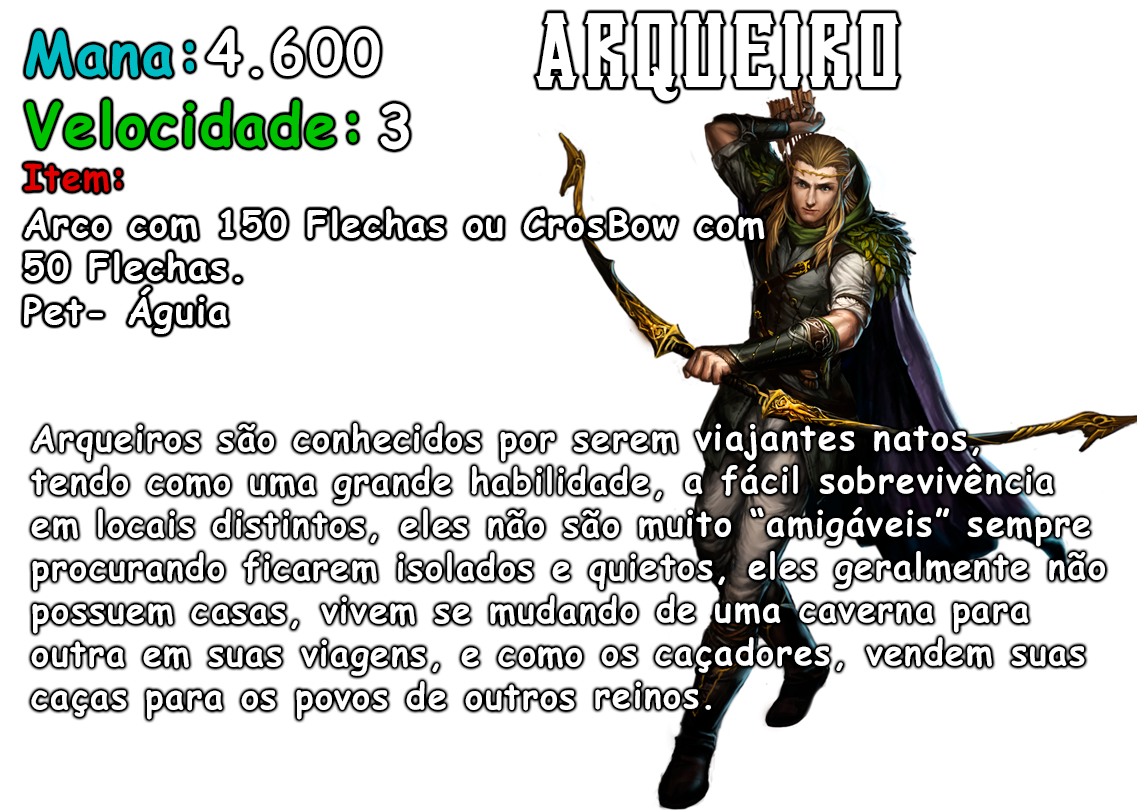 ARQUEIRO
Mana: 4.600
Velocidade: 3
Item:
Arco com 150 Flechas ou CrosBow com
50 Flechas.
Pet- Águia
Arqueiros são conhecidos por serem viajantes natos,
tendo como uma grande habilidade, a fácil sobrevivência
em locais distintos, eles não são muito “amigáveis” sempre
procurando ficarem isolados e quietos, eles geralmente não
possuem casas, vivem se mudando de uma caverna para
outra em suas viagens, e como os caçadores, vendem suas
caças para os povos de outros reinos.